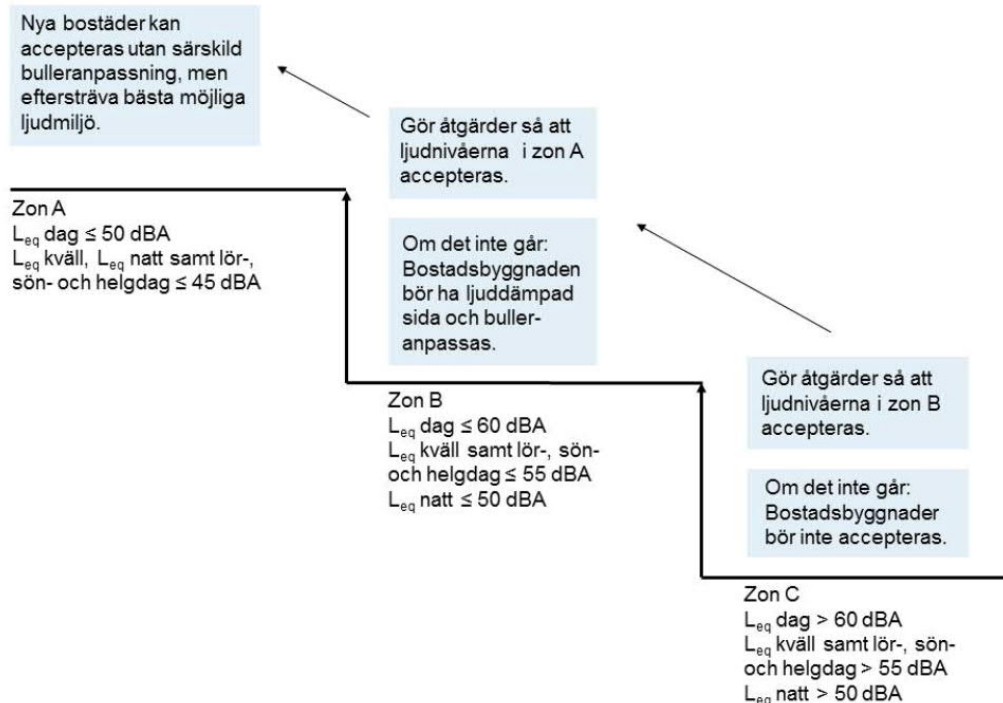 Nya bostäder kan
accepteras utan särskild
bulleranpassning, men
eftersträva bästa möjliga
ljudmiljö.
Zon A
Leq dag ≤ 50 dBA
Leq kväll, Leq natt samt lör-,
sön- och helgdag ≤ 45 dBA
Gör åtgärder så att
ljudnivåerna i zon A
accepteras.
Om det inte går:
Bostadsbyggnaden
bör ha ljuddämpad
sida och buller-
anpassas.
Zon B
Leq dag ≤ 60 dBA
Leq kväll samt lör-, sön-
och helgdag ≤ 55 dBA
Leq natt ≤ 50 dBA
Gör åtgärder så att
ljudnivåerna i zon B
accepteras.
Om det inte går:
Bostadsbyggnader
bör inte accepteras.
Zon C
Leq dag > 60 dBA
Leq kväll samt lör-, sön-
och helgdag > 55 dBA
Leq natt > 50 dBA